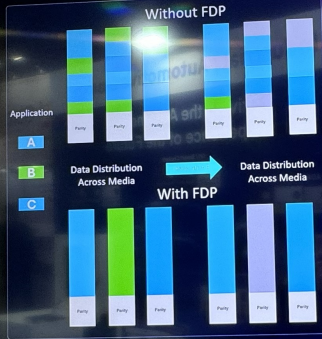 Without FDP
Parity
Parity
Parity
Parity
Parity
Parity
Application
A
B
C
Data Distribution
Across Media
Data Distribution
Across Media
With FDP
Parity
Parity
Parity
Parity
Parity
Parity